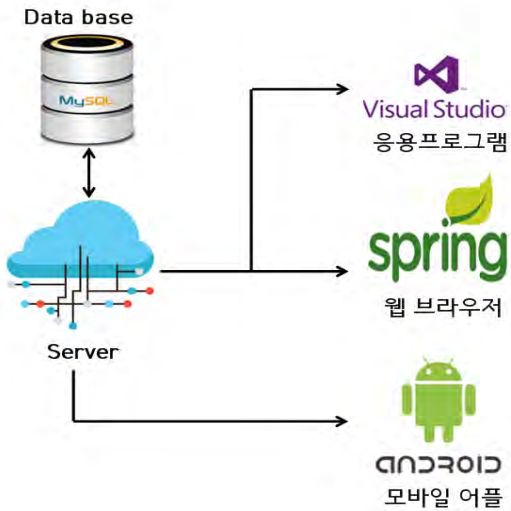 Data base
MySQL
Visual Studio
응용프로그램
spring
웹 브라우저
Server
ANDROID
모바일 어플